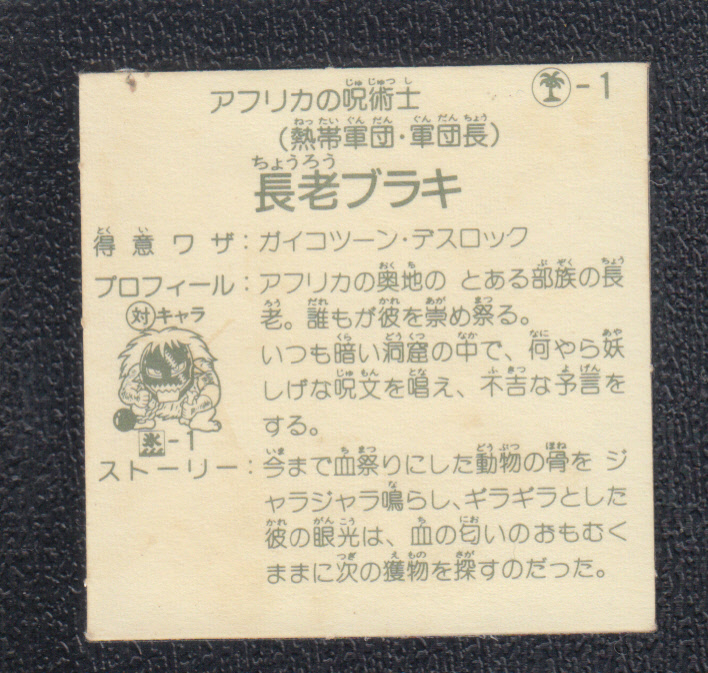 -1
アフリカの呪術士
(熱帯軍団・軍団長)
長老ブラキ
得意ワザ:ガイコツーン・デスロック
プロフィール:アフリカの奥地の とある部族の長
老。誰もが彼を崇め祭る。
いつも暗い洞窟の中で、何やら妖
しげな呪文を唱え、不吉な予言を
する。
対キャラ
氷-1
ストーリー:今まで血祭りにした動物の骨を ジ
ャラジャラ鳴らし、ギラギラとした
彼の眼光は、血の匂いのおもむく
ままに次の獲物を探すのだった。